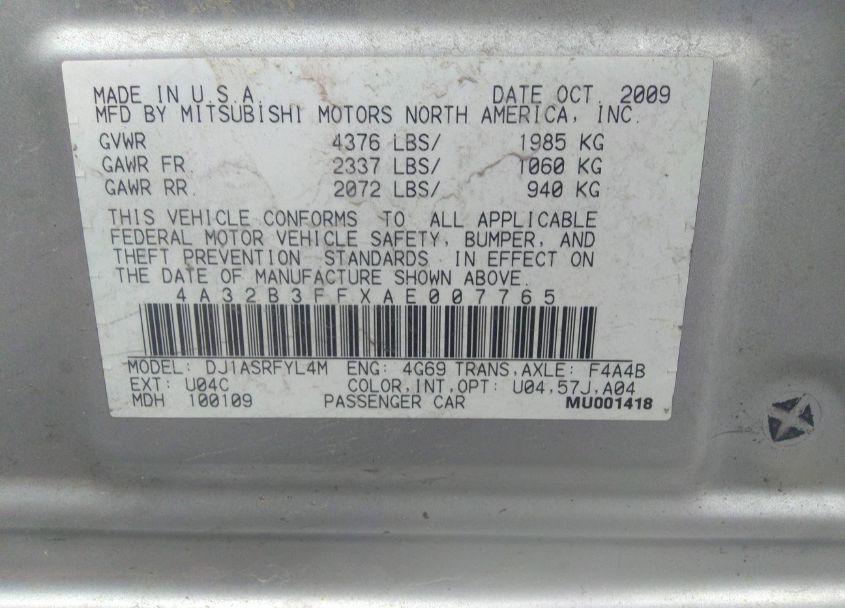 MADE IN U.S.A. DATE OCT. 2009
MFD BY MITSUBISHI MOTORS NORTH AMERICA, INC.
GVWR 4376 LBS/ 1985 KG
GAWR FR. 2337 LBS/ 1060 KG
GAWR RR. 2072 LBS/ 940 KG
THIS VEHICLE CONFORMS TO ALL APPLICABLE
FEDERAL MOTOR VEHICLE SAFETY, BUMPER, AND
THEFT PREVENTION STANDARDS IN EFFECT ON
THE DATE OF MANUFACTURE SHOWN ABOVE.
4A32B3FFXAE007765
MODEL: DJ1ASRFYL4M ENG: 4G69 TRANS,AXLE: F4A4B
EXT: U04C COLOR,INT,OPT: U04,57J,A04
MDH 100109 PASSENGER CAR MU001418